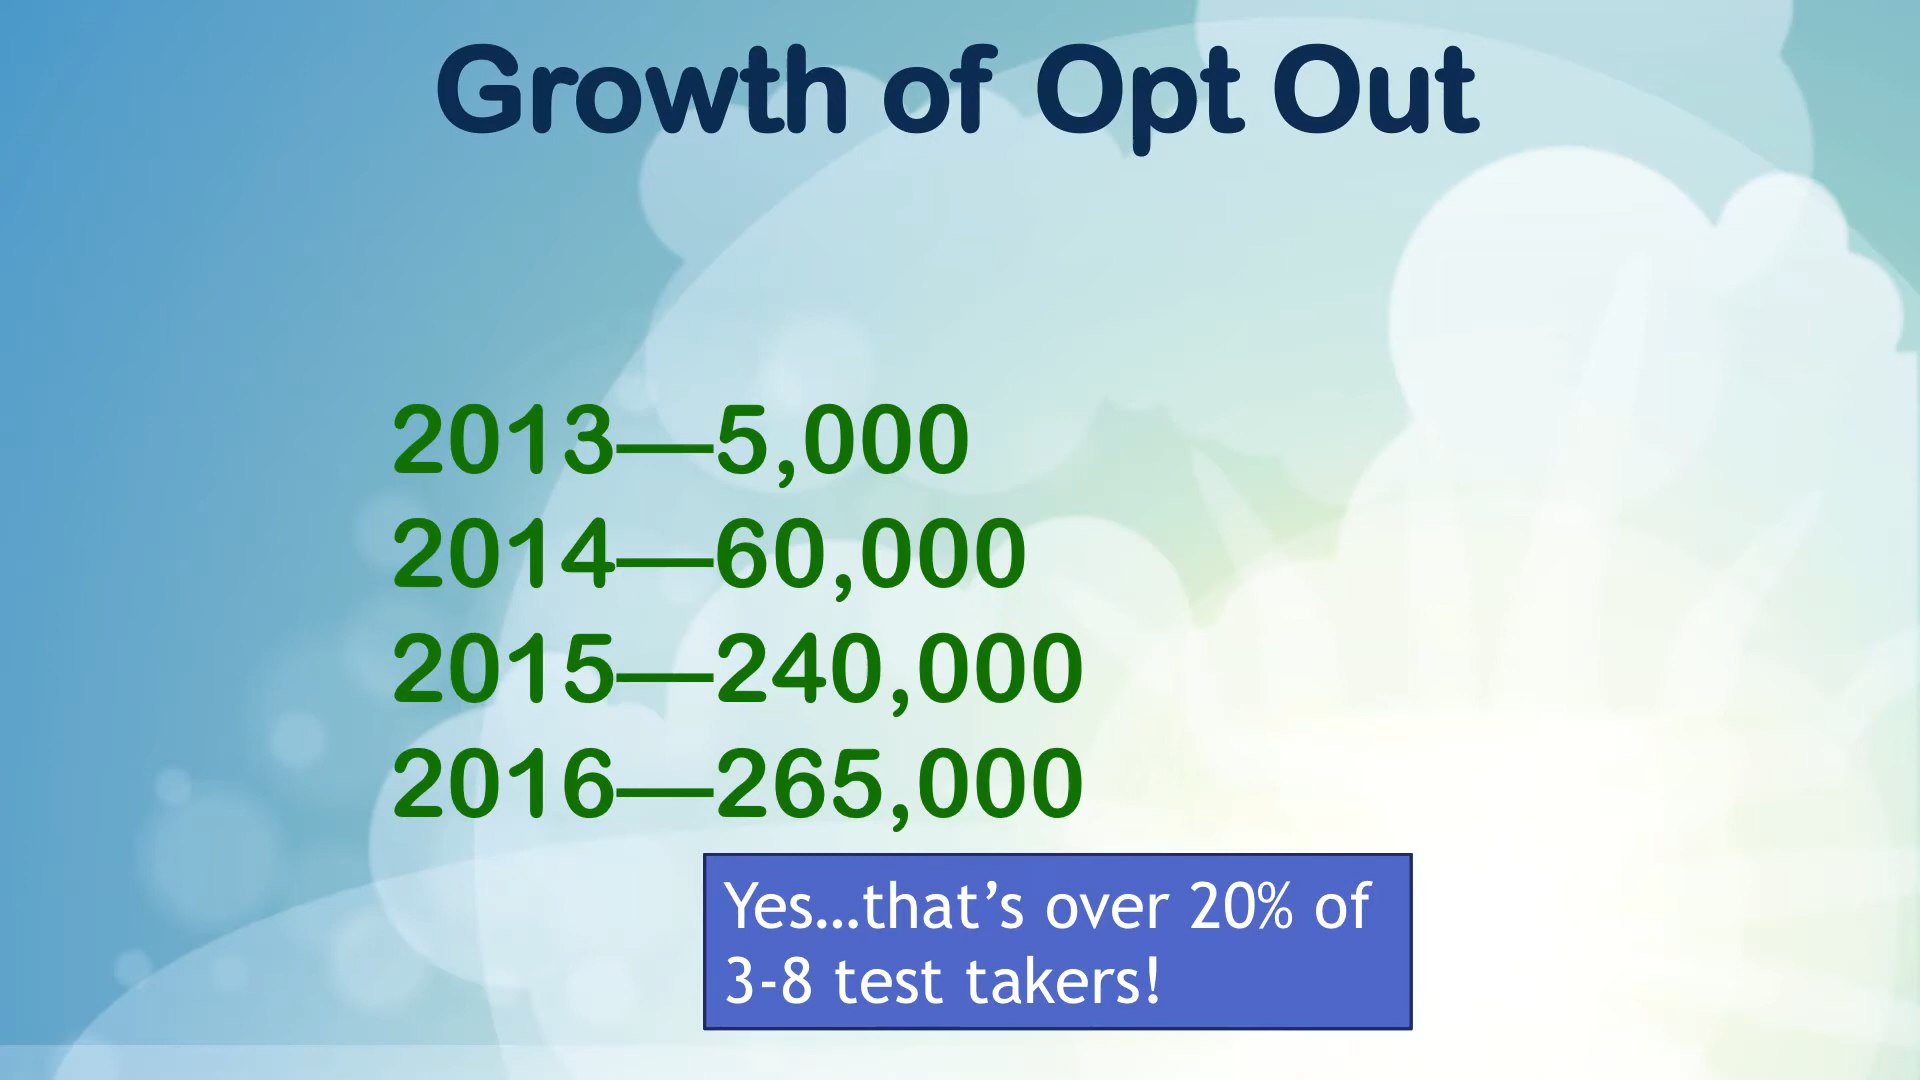 Growth of Opt Out
2013—5,000
2014—60,000
2015—240,000
2016—265,000
Yes…that’s over 20% of
3-8 test takers!